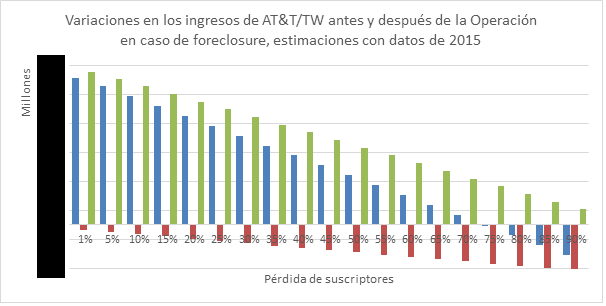 Variaciones en los ingresos de AT&T/TW antes y después de la Operación
en caso de foreclosure, estimaciones con datos de 2015
Millones
1% 5% 10% 15% 20% 25% 30% 35% 40% 45% 50% 55% 60% 65% 70% 75% 80% 85% 90%
Pérdida de suscriptores